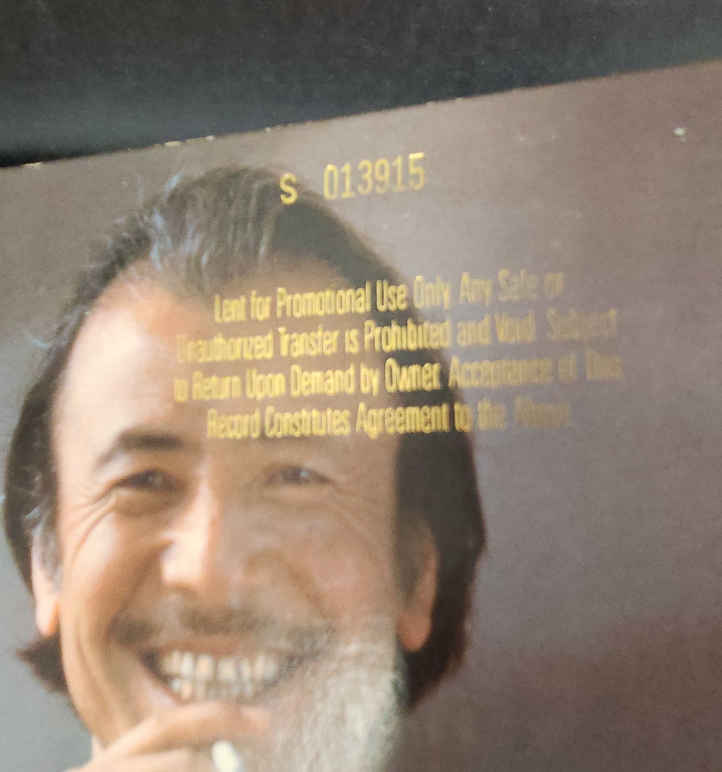 S 013915
Lent for Promotional Use Only Any Sale or
Unauthorized Transfer is Prohibited and Void Subject
to Return Upon Demand by Owner. Acceptance of This
Record Constitutes Agreement to the Above.